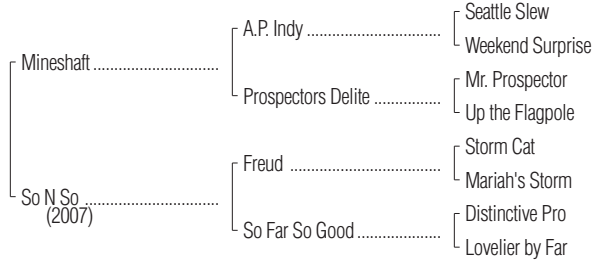 Seattle Slew
A.P. Indy
Weekend Surprise
Mineshaft
Mr. Prospector
Prospectors Delite
Up the Flagpole
Storm Cat
Freud
Mariah's Storm
So N So
(2007)
Distinctive Pro
So Far So Good
Lovelier by Far